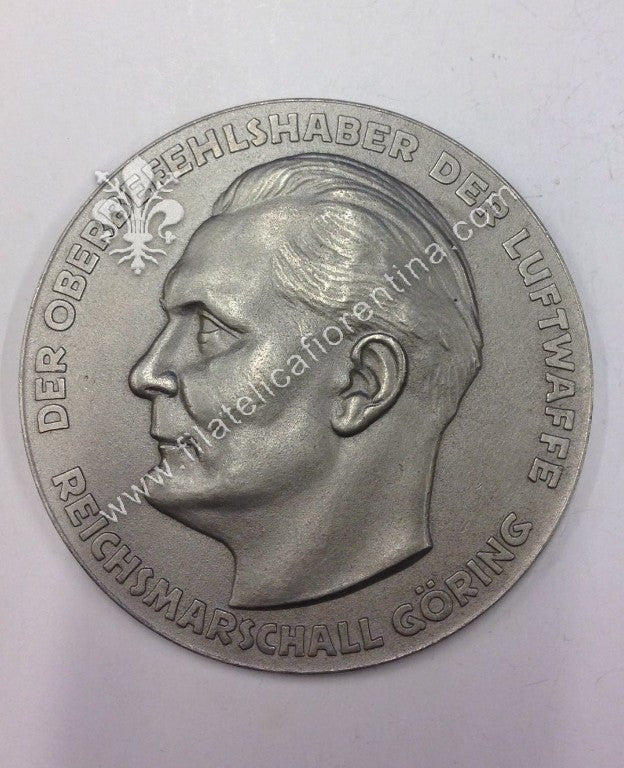 DER OBERBEFEHLSHABER DER LUFTWAFFE
REICHSMARSCHALL GÖRING
www.filatelicafiorentina.com